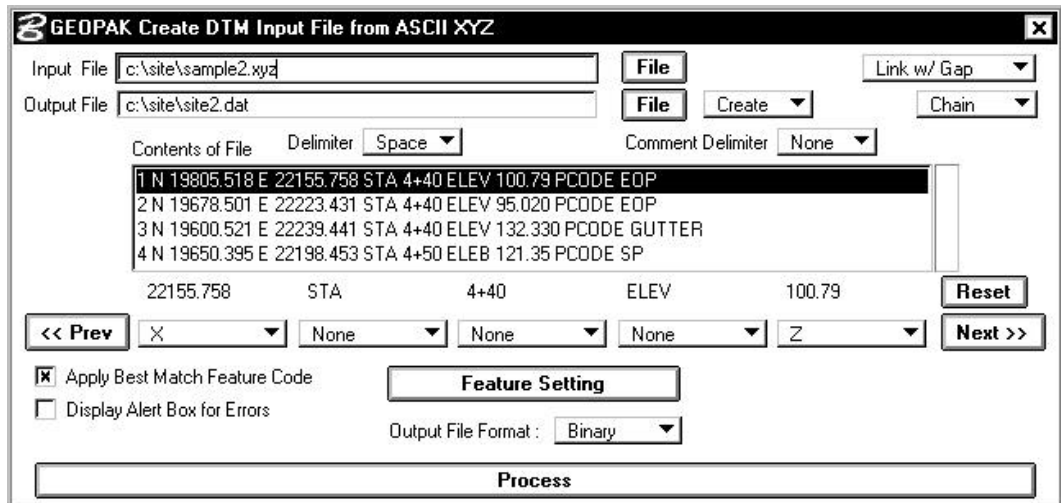 GEOPAK Create DTM Input File from ASCII XYZ
Input File c:\site\sample2.xyz File Link w/ Gap
Output File c:\site\site2.dat File Create Chain
Contents of File Delimiter Space Comment Delimiter None
1 N 19805.518 E 22155.758 STA 4+40 ELEV 100.79 PCODE EOP
2 N 19678.501 E 22223.431 STA 4+40 ELEV 95.020 PCODE EOP
3 N 19600.521 E 22239.441 STA 4+40 ELEV 132.330 PCODE GUTTER
4 N 19650.395 E 22198.453 STA 4+50 ELEB 121.35 PCODE SP
22155.758 STA 4+40 ELEV 100.79 Reset
<< Prev X None None None Z Next >>
Apply Best Match Feature Code Feature Setting
Display Alert Box for Errors
Output File Format : Binary
Process